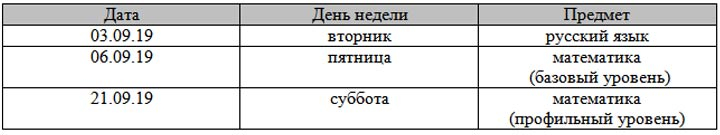 Дата День недели Предмет
03.09.19 вторник русский язык
06.09.19 пятница математика
(базовый уровень)
21.09.19 суббота математика
(профильный уровень)